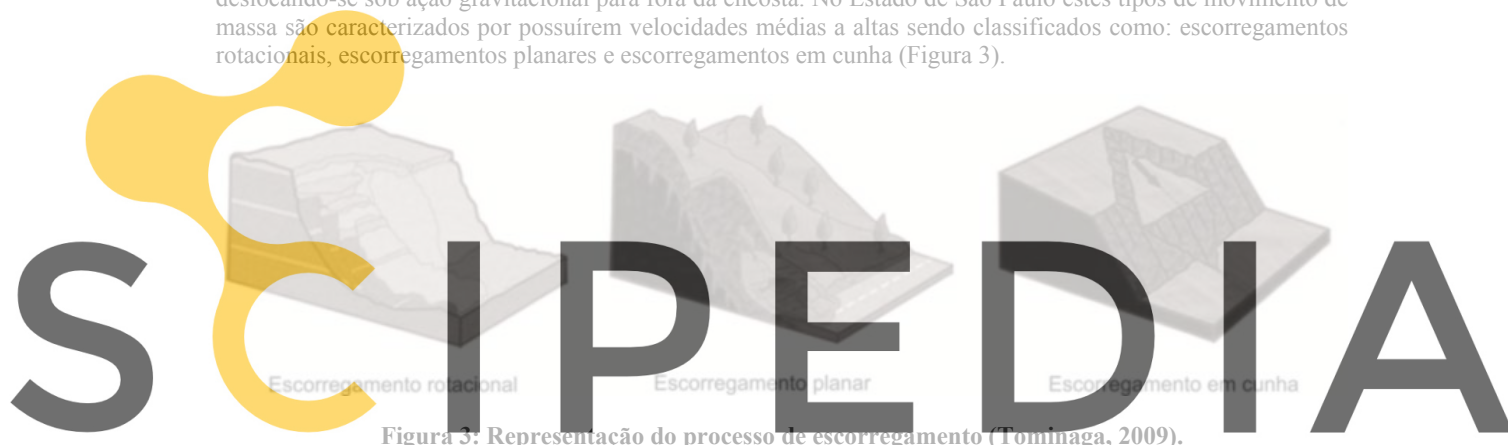 deslocando-se sob ação gravitacional para fora da encosta. No Estado de São Paulo estes tipos de movimento de
massa são caracterizados por possuírem velocidades médias a altas sendo classificados como: escorregamentos
rotacionais, escorregamentos planares e escorregamentos em cunha (Figura 3).
SCIPEDIA
Escorregamento rotacional
Escorregamento planar
Escorregamento em cunha
Figura 3: Representação do processo de escorregamento (Tominaga, 2009).